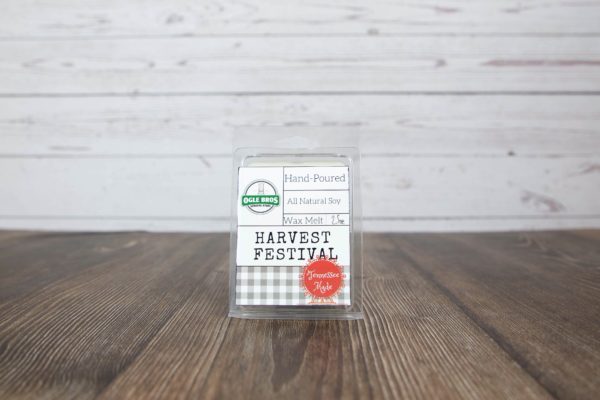 OGLE BROS
Hand-Poured
All Natural Soy
Wax Melt
HARVEST
FESTIVAL
Tennessee
Made